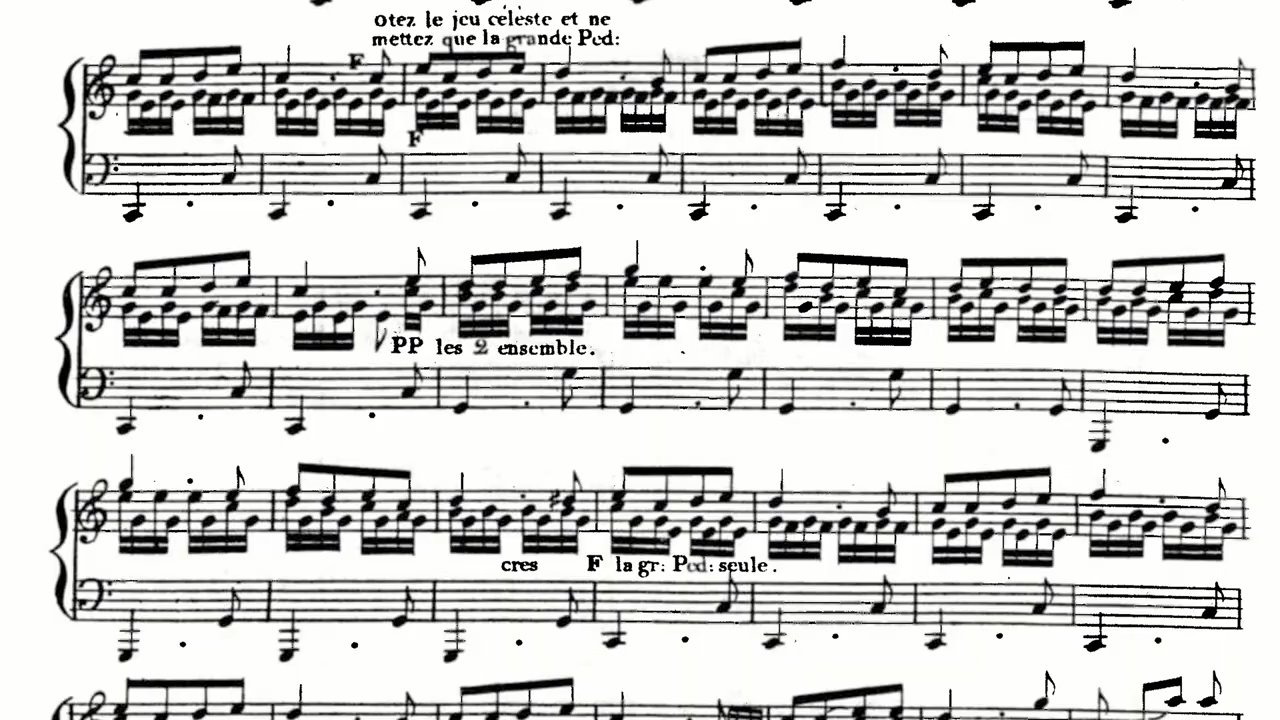 otez le jeu celeste et ne
mettez que la grande Ped:
F
F
PP les 2 ensemble.
cres F la gr: Ped: seule.